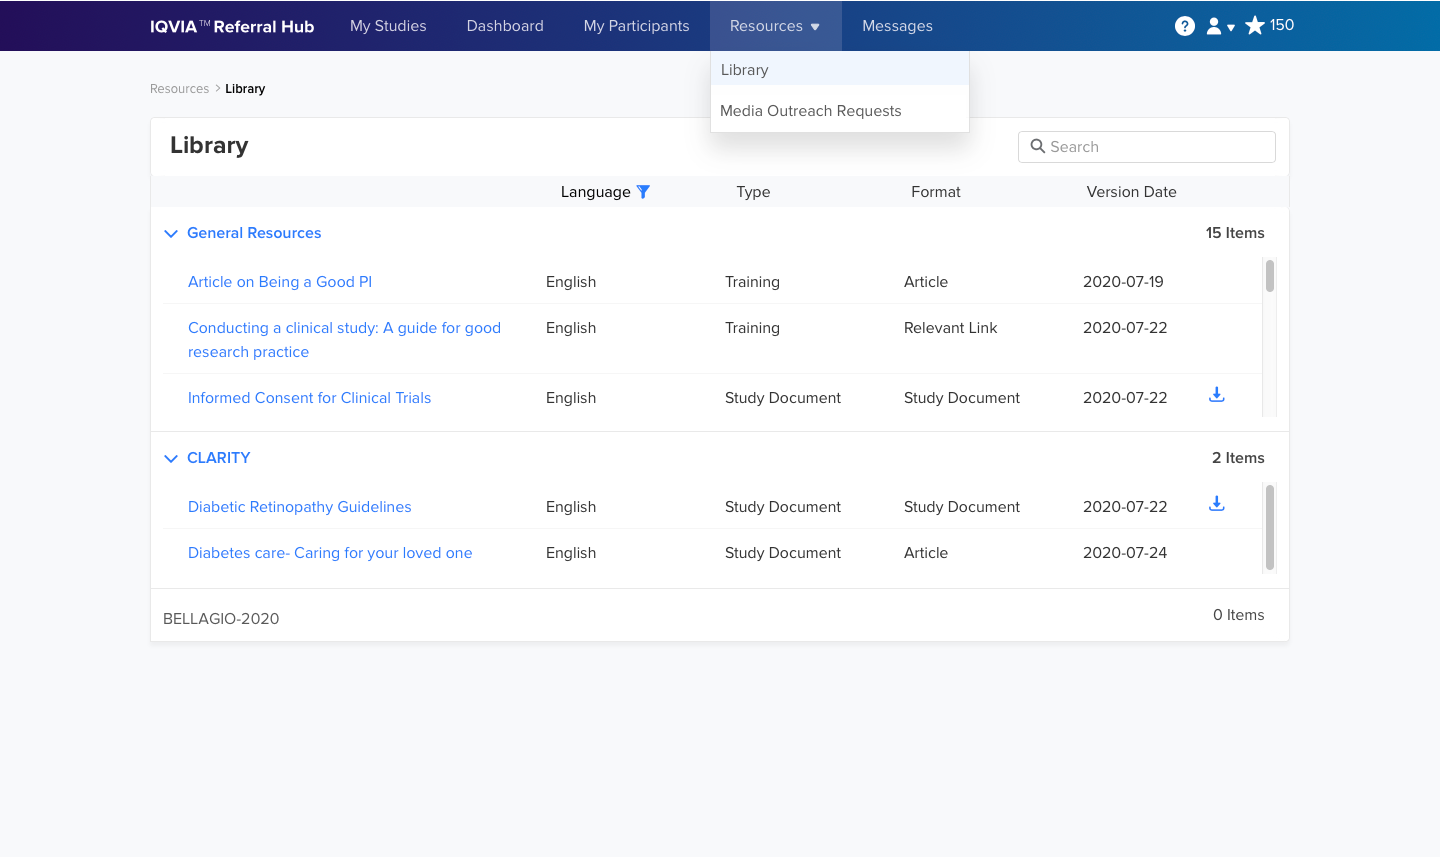 IQVIA™ Referral Hub My Studies Dashboard My Participants Resources Messages ? 150
Library
Media Outreach Requests
Resources > Library
Library
Search
Language Type Format Version Date
General Resources 15 Items
Article on Being a Good PI English Training Article 2020-07-19
Conducting a clinical study: A guide for good English Training Relevant Link 2020-07-22
research practice
Informed Consent for Clinical Trials English Study Document Study Document 2020-07-22
CLARITY 2 Items
Diabetic Retinopathy Guidelines English Study Document Study Document 2020-07-22
Diabetes care- Caring for your loved one English Study Document Article 2020-07-24
BELLAGIO-2020 0 Items